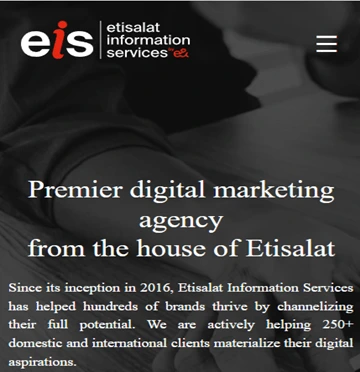 eis
etisalat
information
services by e&
Premier digital marketing
agency
from the house of Etisalat
Since its inception in 2016, Etisalat Information Services
has helped hundreds of brands thrive by channelizing
their full potential. We are actively helping 250+
domestic and international clients materialize their digital
aspirations.